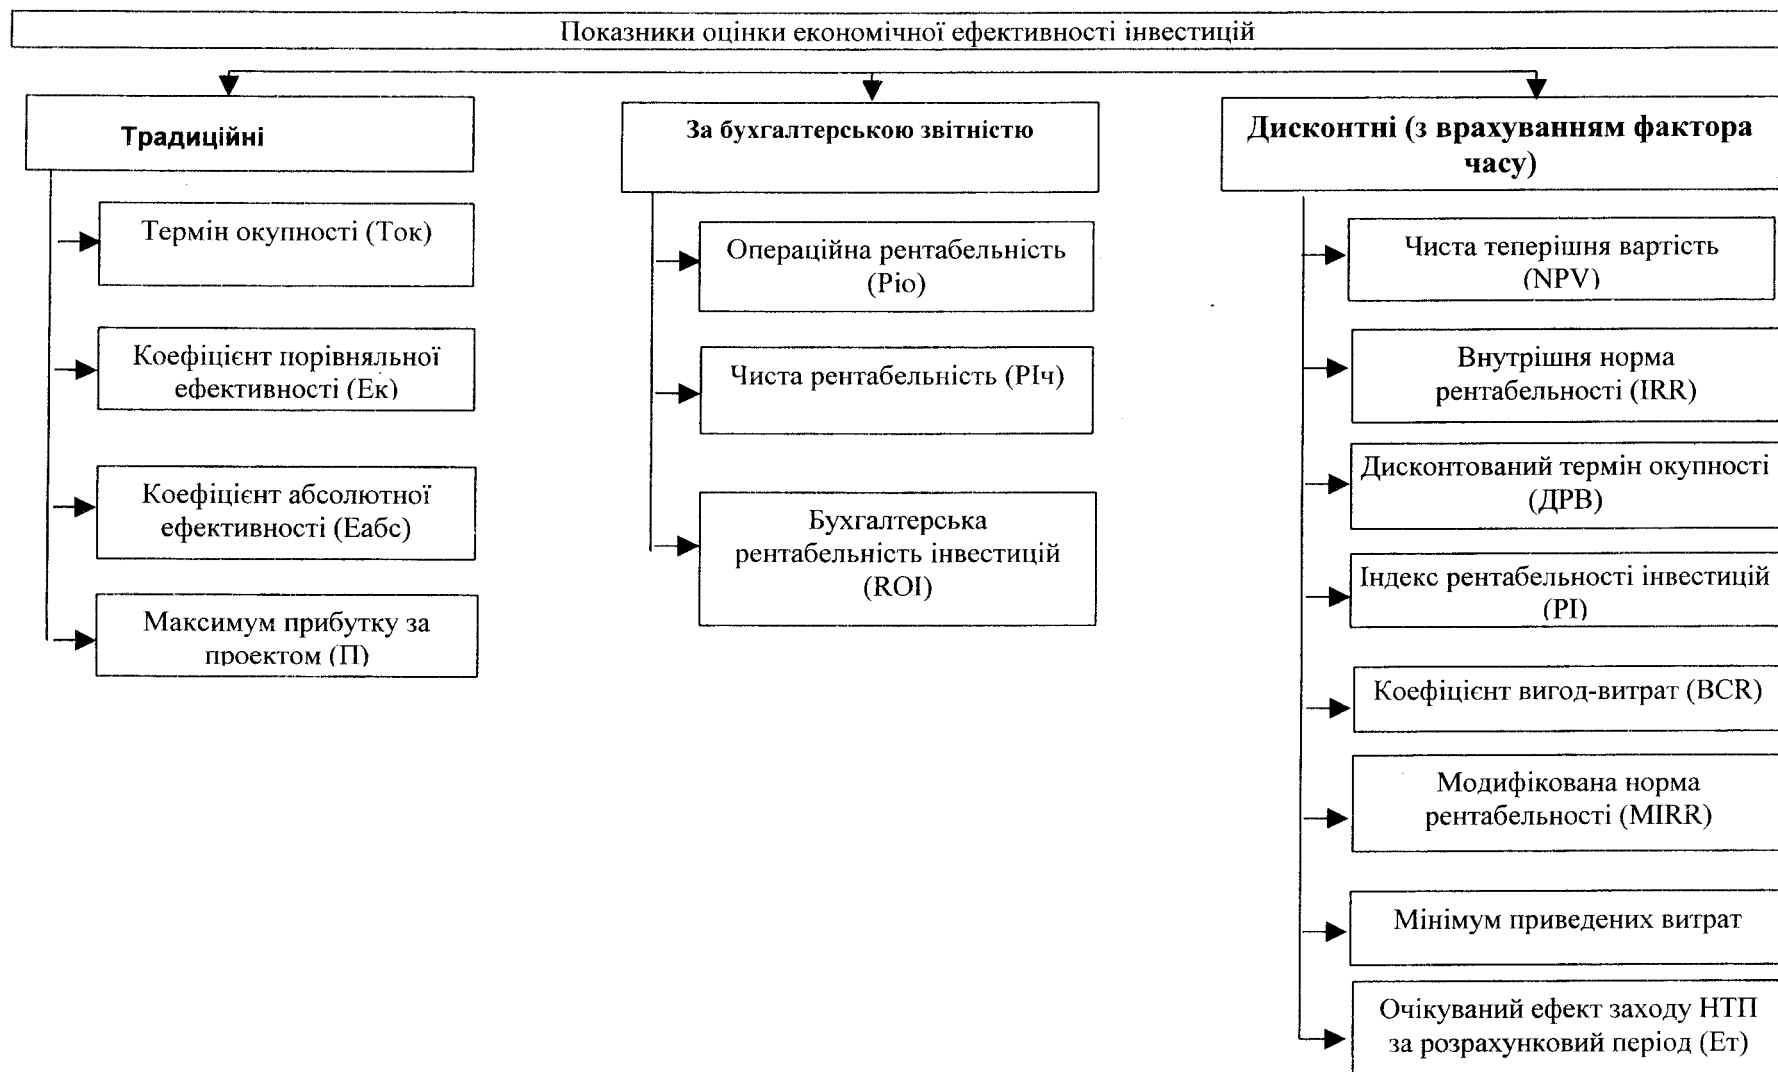 Показники оцінки економічної ефективності інвестицій
Традиційні
Термін окупності (Ток)
Коефіцієнт порівняльної
ефективності (Ек)
Коефіцієнт абсолютної
ефективності (Еабс)
Максимум прибутку за
проектом (П)
За бухгалтерською звітністю
Операційна рентабельність
(Ріо)
Чиста рентабельність (РІч)
Бухгалтерська
рентабельність інвестицій
(ROI)
Дисконтні (з врахуванням фактора
часу)
Чиста теперішня вартість
(NPV)
Внутрішня норма
рентабельності (IRR)
Дисконтований термін окупності
(ДРВ)
Індекс рентабельності інвестицій
(PI)
Коефіцієнт вигод-витрат (BCR)
Модифікована норма
рентабельності (MIRR)
Мінімум приведених витрат
Очікуваний ефект заходу НТП
за розрахунковий період (Ет)